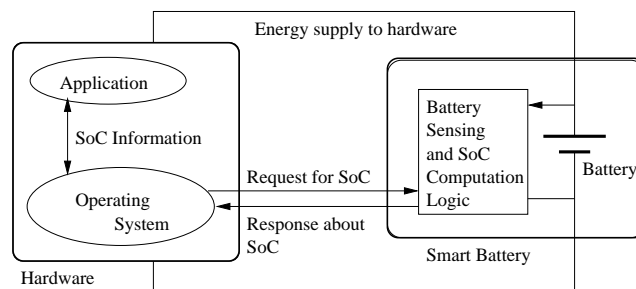 Energy supply to hardware
Application
SoC Information
Operating
System
Hardware
Request for SoC
Response about
SoC
Battery
Sensing
and SoC
Computation
Logic
Battery
Smart Battery